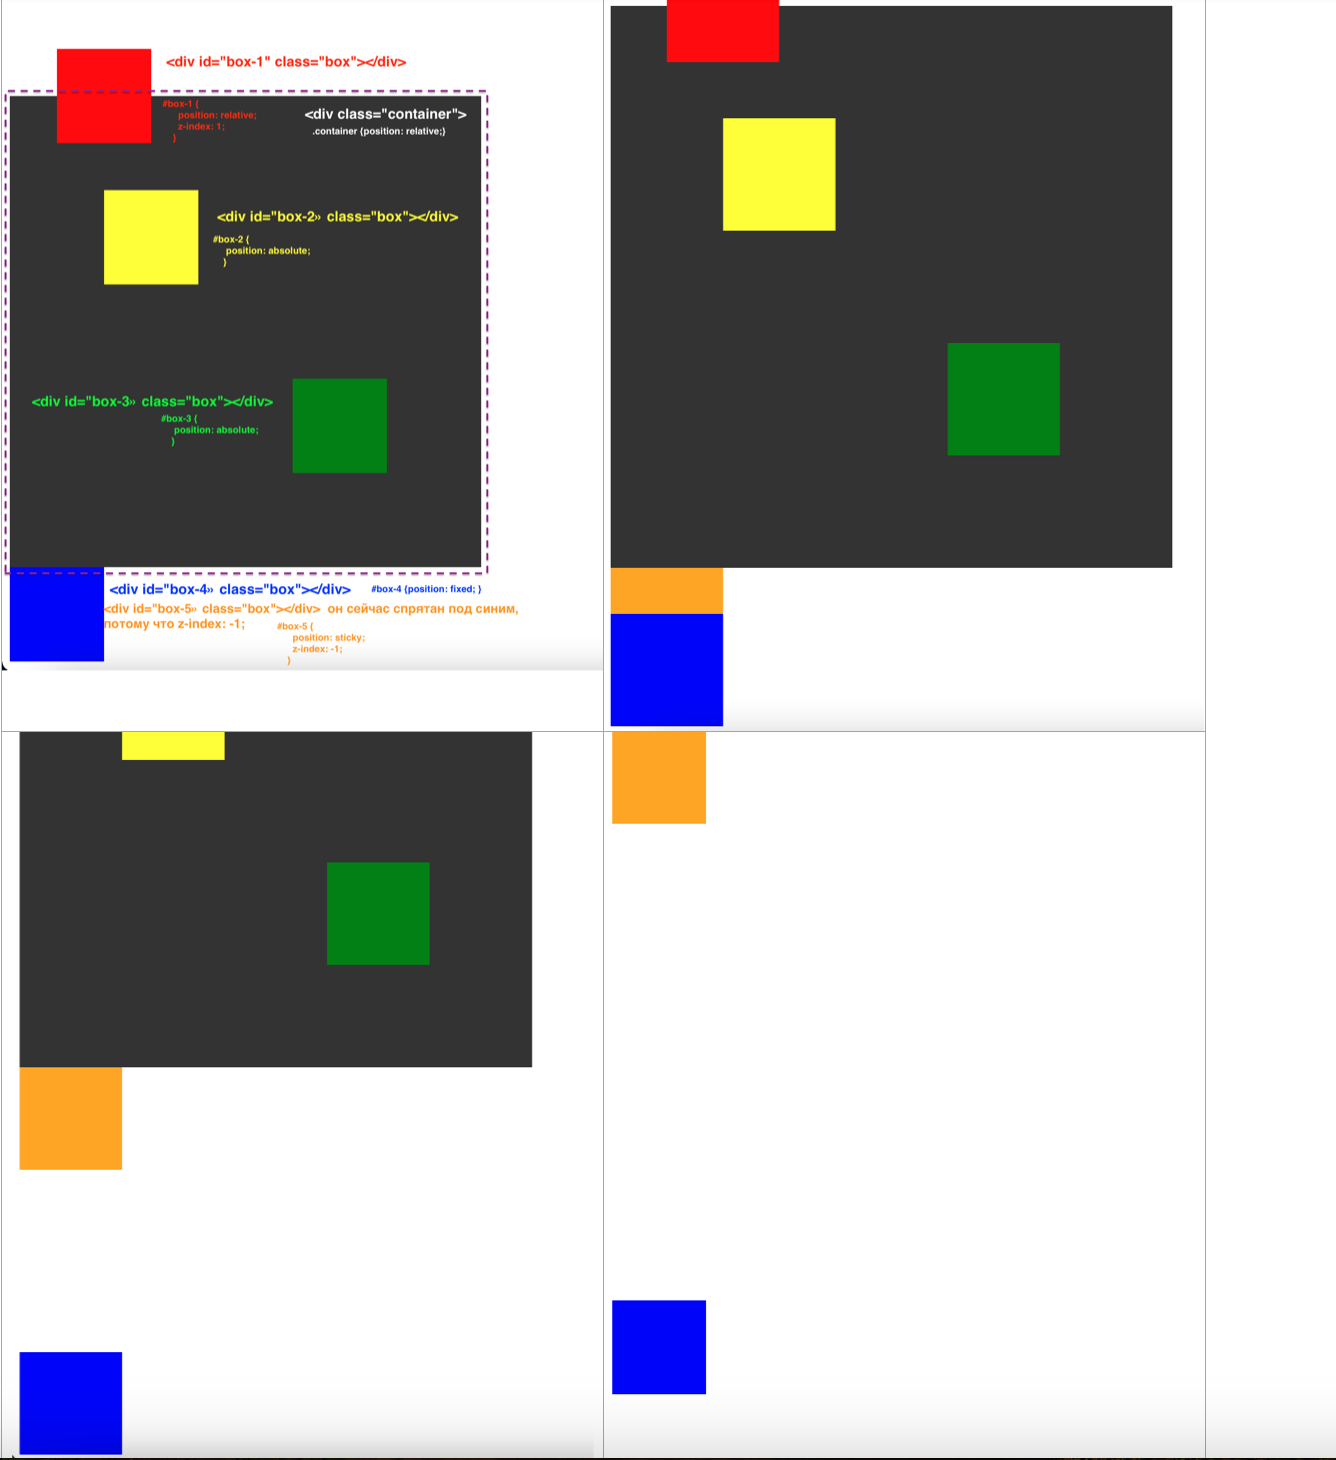 <div id="box-1" class="box"></div>
#box-1 {
position: relative;
z-index: 1;
}
<div class="container">
.container {position: relative;}
<div id="box-2» class="box"></div>
#box-2 {
position: absolute;
}
<div id="box-3» class="box"></div>
#box-3 {
position: absolute;
}
<div id="box-4» class="box"></div>
#box-4 {position: fixed; }
<div id="box-5» class="box"></div> он сейчас спрятан под синим,
потому что z-index: -1;
#box-5 {
position: sticky;
z-index: -1;
}